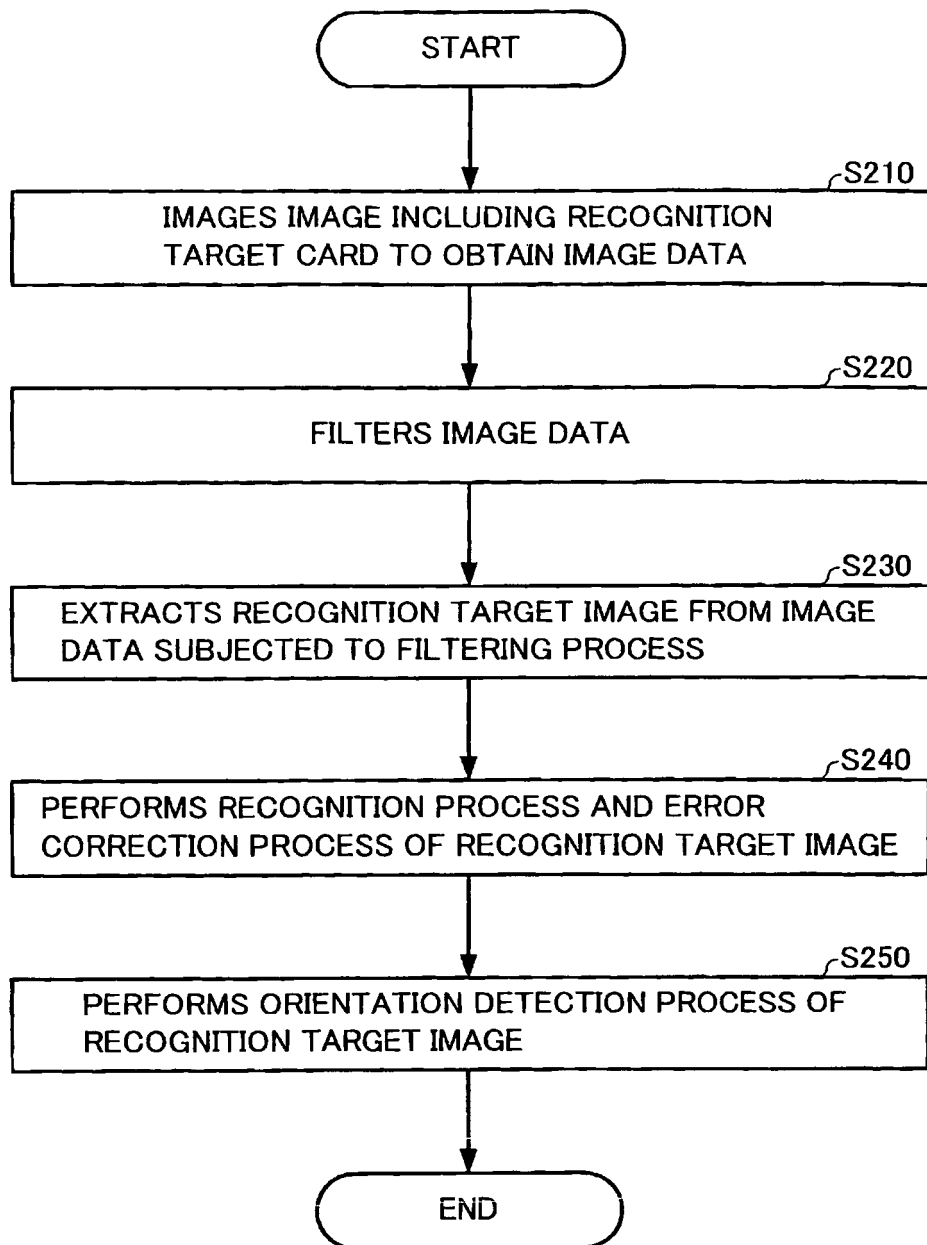 START
S210
IMAGES IMAGE INCLUDING RECOGNITION
TARGET CARD TO OBTAIN IMAGE DATA
S220
FILTERS IMAGE DATA
S230
EXTRACTS RECOGNITION TARGET IMAGE FROM IMAGE
DATA SUBJECTED TO FILTERING PROCESS
S240
PERFORMS RECOGNITION PROCESS AND ERROR
CORRECTION PROCESS OF RECOGNITION TARGET IMAGE
S250
PERFORMS ORIENTATION DETECTION PROCESS OF
RECOGNITION TARGET IMAGE
END